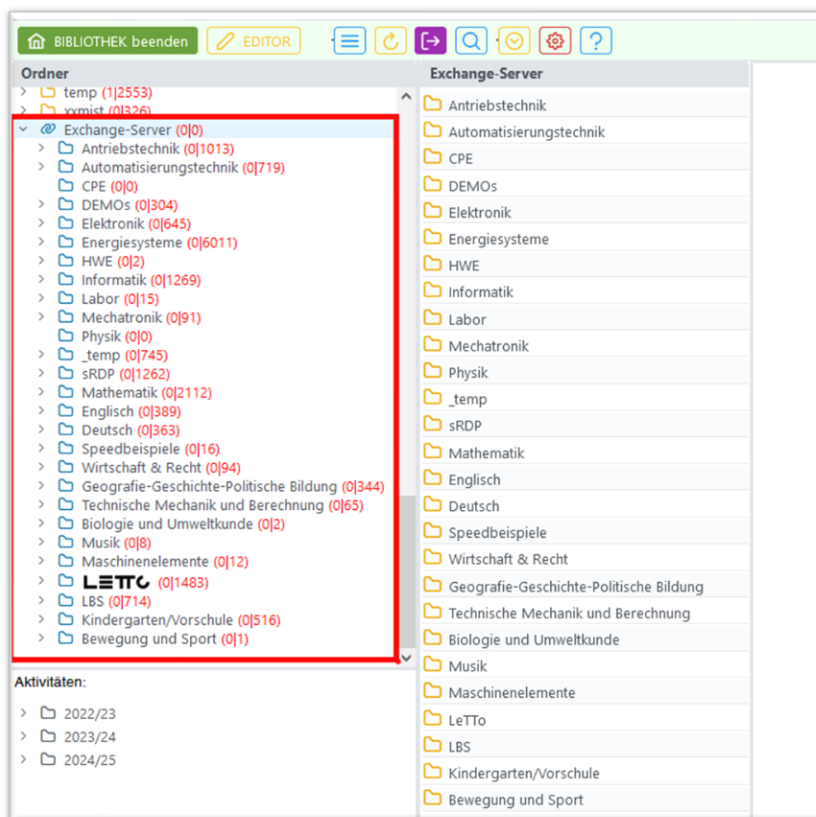 BIBLIOTHEK beenden
EDITOR
Ordner
temp (1|2553)
xxmist (0|326)
Exchange-Server (0|0)
Antriebstechnik (0|1013)
Automatisierungstechnik (0|719)
CPE (0|0)
DEMOs (0|304)
Elektronik (0|645)
Energiesysteme (0|6011)
HWE (0|2)
Informatik (0|1269)
Labor (0|15)
Mechatronik (0|91)
Physik (0|0)
_temp (0|745)
sRDP (0|1262)
Mathematik (0|2112)
Englisch (0|389)
Deutsch (0|363)
Speedbeispiele (0|16)
Wirtschaft & Recht (0|94)
Geografie-Geschichte-Politische Bildung (0|344)
Technische Mechanik und Berechnung (0|65)
Biologie und Umweltkunde (0|2)
Musik (0|8)
Maschinenelemente (0|12)
LETTO (0|1483)
LBS (0|714)
Kindergarten/Vorschule (0|516)
Bewegung und Sport (0|1)
Aktivitäten:
2022/23
2023/24
2024/25
Exchange-Server
Antriebstechnik
Automatisierungstechnik
CPE
DEMOs
Elektronik
Energiesysteme
HWE
Informatik
Labor
Mechatronik
Physik
_temp
sRDP
Mathematik
Englisch
Deutsch
Speedbeispiele
Wirtschaft & Recht
Geografie-Geschichte-Politische Bildung
Technische Mechanik und Berechnung
Biologie und Umweltkunde
Musik
Maschinenelemente
LeTTo
LBS
Kindergarten/Vorschule
Bewegung und Sport